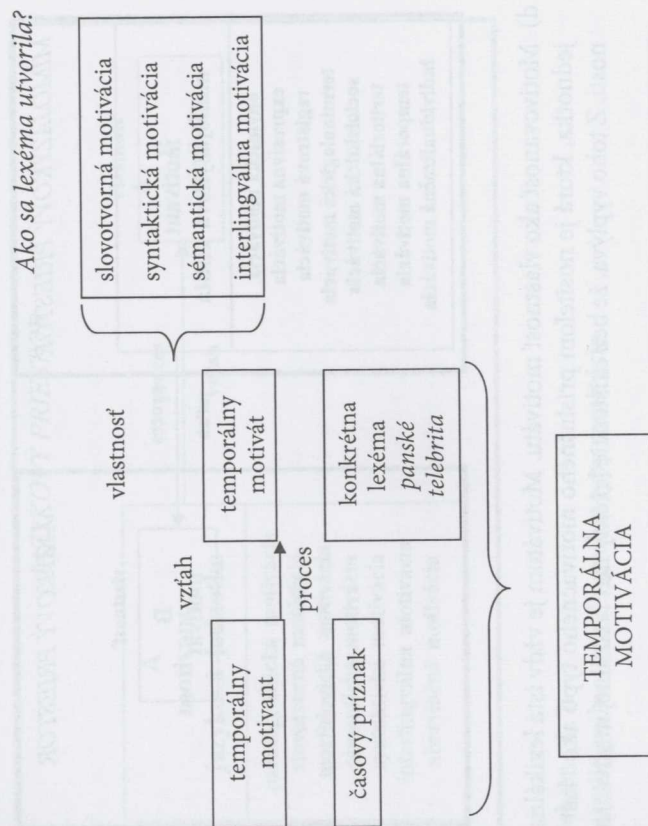 Ako sa lexéma utvorila?
slovotvorná motivácia
syntaktická motivácia
sémantická motivácia
interlingválna motivácia
vlastnosť
temporálny
motivant
vzťah
proces
temporálny
motivát
časový príznak
konkrétna
lexéma
panské
telebrita
TEMPORÁLNA
MOTIVÁCIA